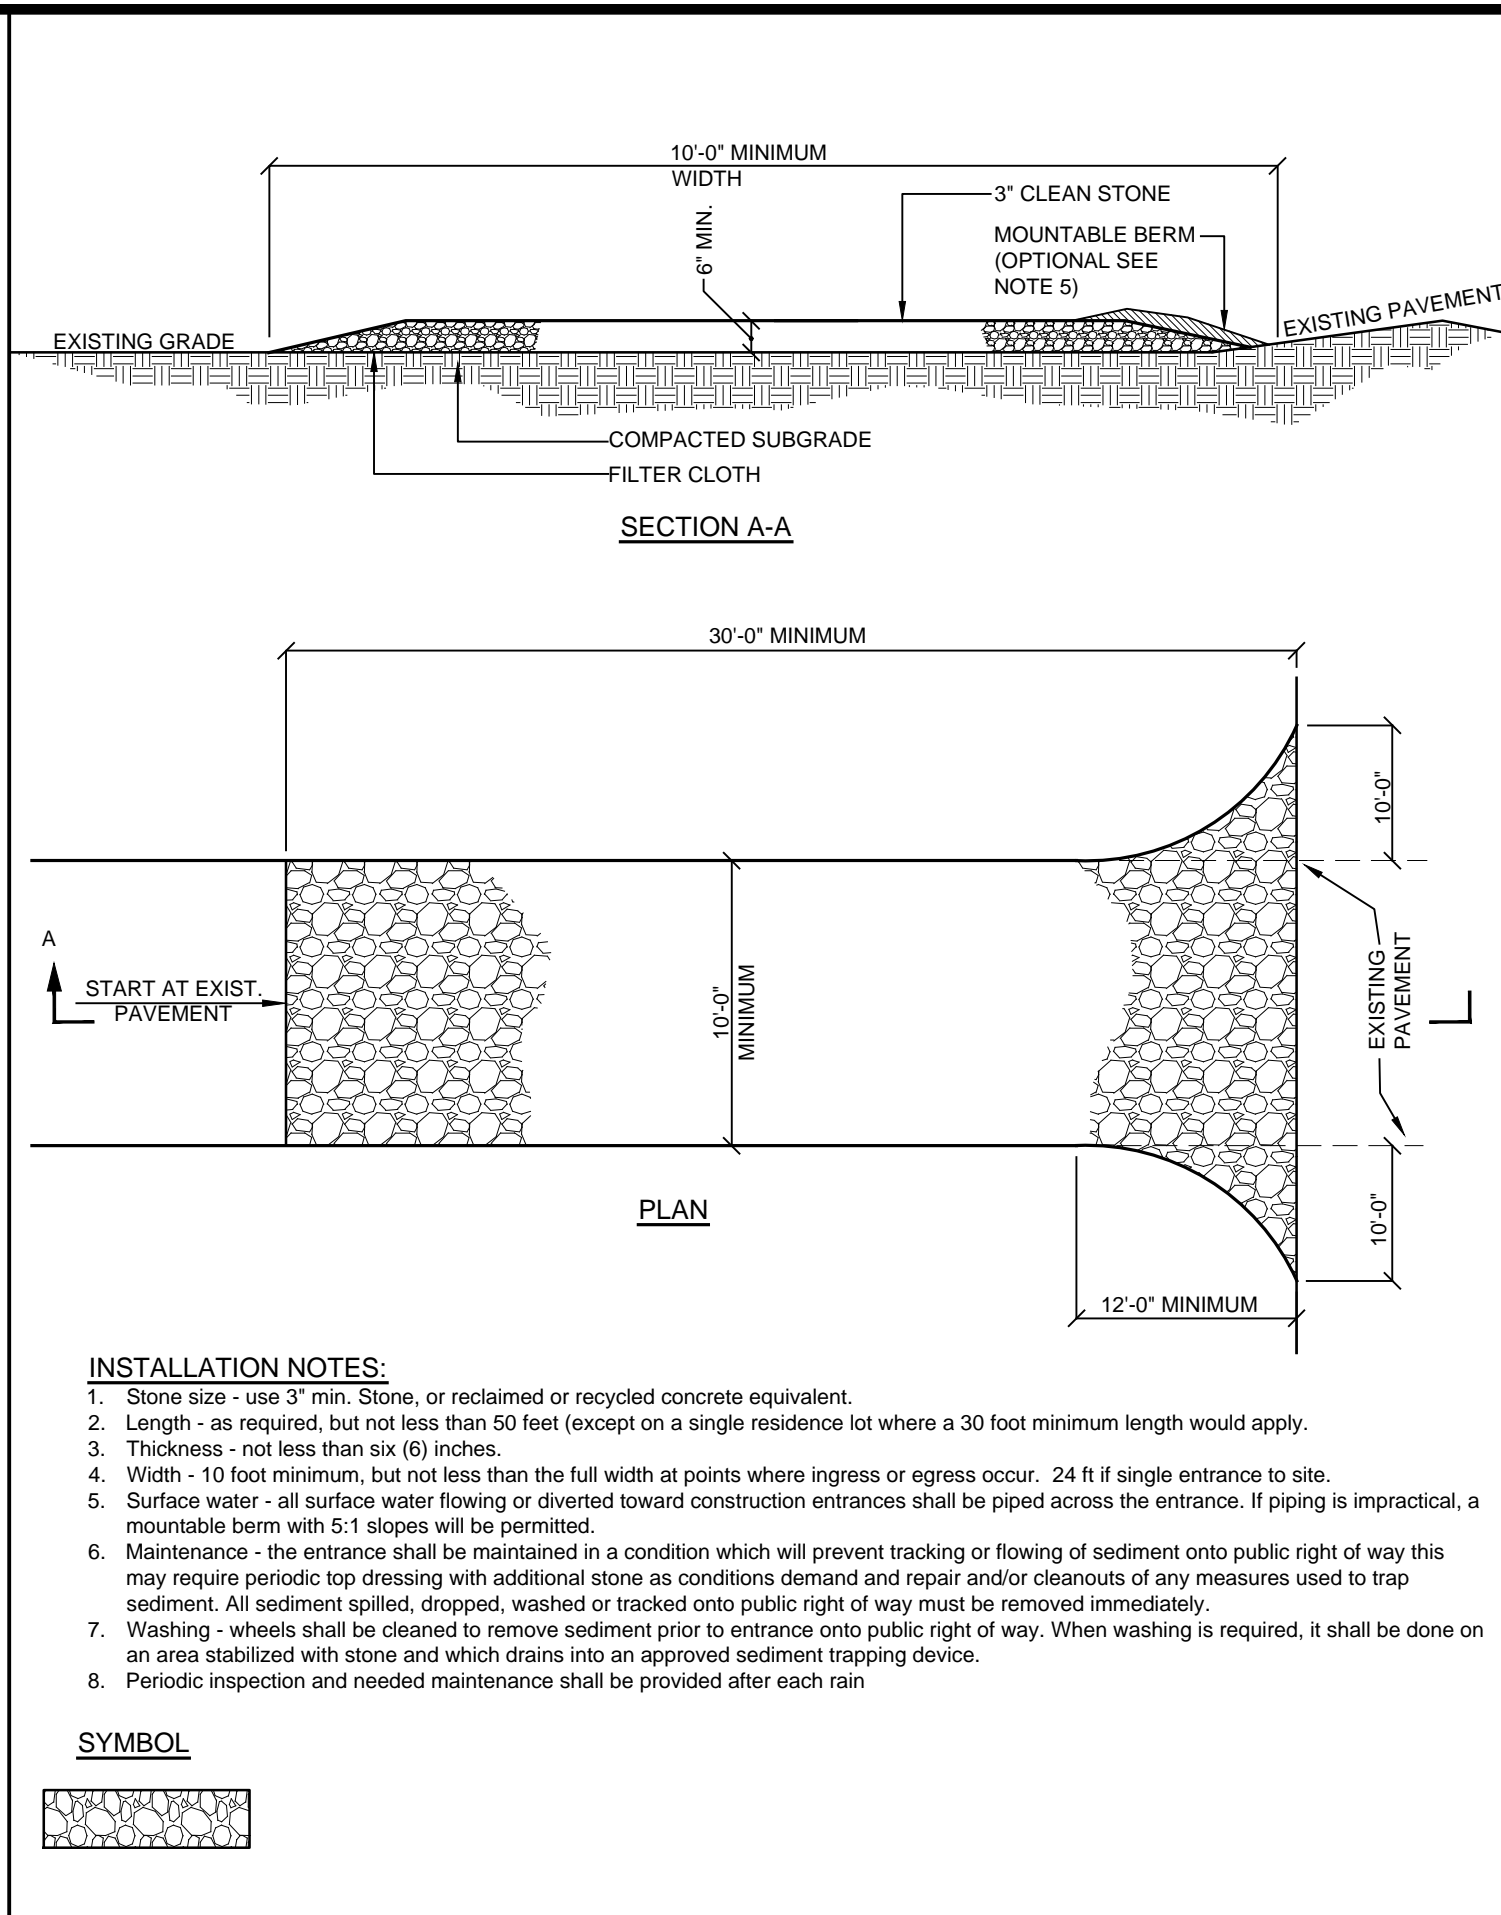 10'-0" MINIMUM
WIDTH
6" MIN.
3" CLEAN STONE
MOUNTABLE BERM
(OPTIONAL SEE
NOTE 5)
EXISTING PAVEMENT
EXISTING GRADE
COMPACTED SUBGRADE
FILTER CLOTH
SECTION A-A
30'-0" MINIMUM
10'-0"
A
START AT EXIST.
PAVEMENT
10'-0"
MINIMUM
EXISTING
PAVEMENT
10'-0"
PLAN
12'-0" MINIMUM
INSTALLATION NOTES:
1. Stone size - use 3" min. Stone, or reclaimed or recycled concrete equivalent.
2. Length - as required, but not less than 50 feet (except on a single residence lot where a 30 foot minimum length would apply.
3. Thickness - not less than six (6) inches.
4. Width - 10 foot minimum, but not less than the full width at points where ingress or egress occur. 24 ft if single entrance to site.
5. Surface water - all surface water flowing or diverted toward construction entrances shall be piped across the entrance. If piping is impractical, a
mountable berm with 5:1 slopes will be permitted.
6. Maintenance - the entrance shall be maintained in a condition which will prevent tracking or flowing of sediment onto public right of way this
may require periodic top dressing with additional stone as conditions demand and repair and/or cleanouts of any measures used to trap
sediment. All sediment spilled, dropped, washed or tracked onto public right of way must be removed immediately.
7. Washing - wheels shall be cleaned to remove sediment prior to entrance onto public right of way. When washing is required, it shall be done on
an area stabilized with stone and which drains into an approved sediment trapping device.
8. Periodic inspection and needed maintenance shall be provided after each rain
SYMBOL